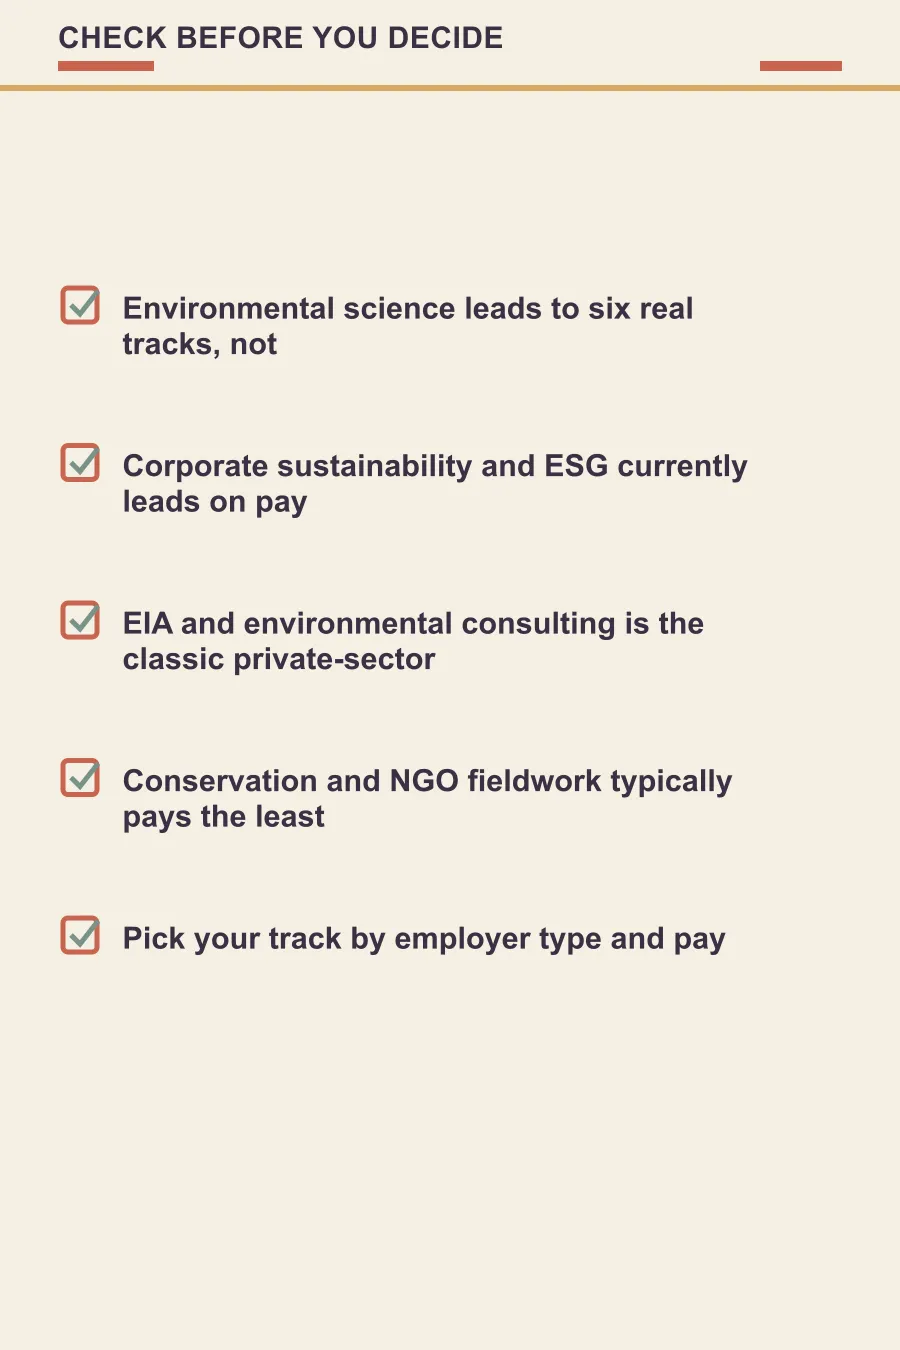 CHECK BEFORE YOU DECIDE
Environmental science leads to six real
tracks, not
Corporate sustainability and ESG currently
leads on pay
EIA and environmental consulting is the
classic private-sector
Conservation and NGO fieldwork typically
pays the least
Pick your track by employer type and pay